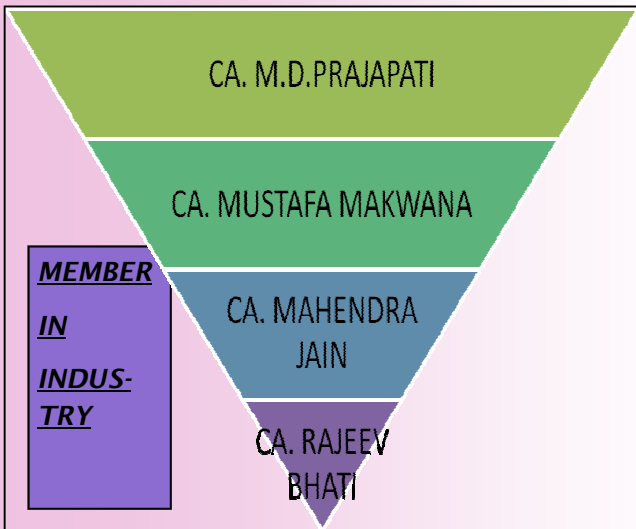 CA. M.D.PRAJAPATI
CA. MUSTAFA MAKWANA
CA. MAHENDRA
JAIN
CA. RAJEEV
BHATI
MEMBER
IN
INDUS-
TRY